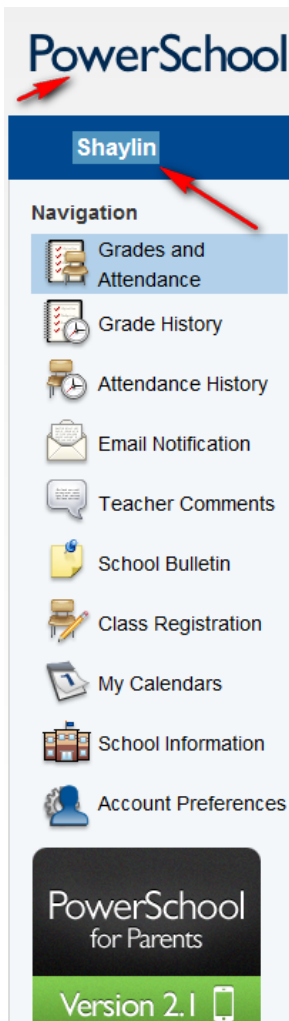 PowerSchool
Shaylin
Navigation
Grades and
Attendance
Grade History
Attendance History
Email Notification
Teacher Comments
School Bulletin
Class Registration
My Calendars
School Information
Account Preferences
PowerSchool
for Parents
Version 2.1